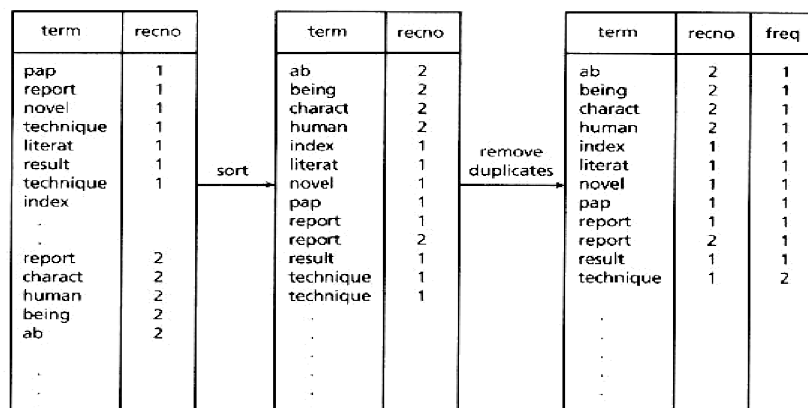 term recno
pap 1
report 1
novel 1
technique 1
literat 1
result 1
technique 1
index
.
.
report 2
charact 2
human 2
being 2
ab 2
.
.
sort
term recno
ab 2
being 2
charact 2
human 2
index 1
literat 1
novel 1
pap 1
report 1
report 2
result 1
technique 1
technique 1
.
.
.
.
.
remove
duplicates
term recno freq
ab 2 1
being 2 1
charact 2 1
human 2 1
index 1 1
literat 1 1
novel 1 1
pap 1 1
report 1 1
report 2 1
result 1 1
technique 1 2
. . .
. . .
. . .
. . .
. . .